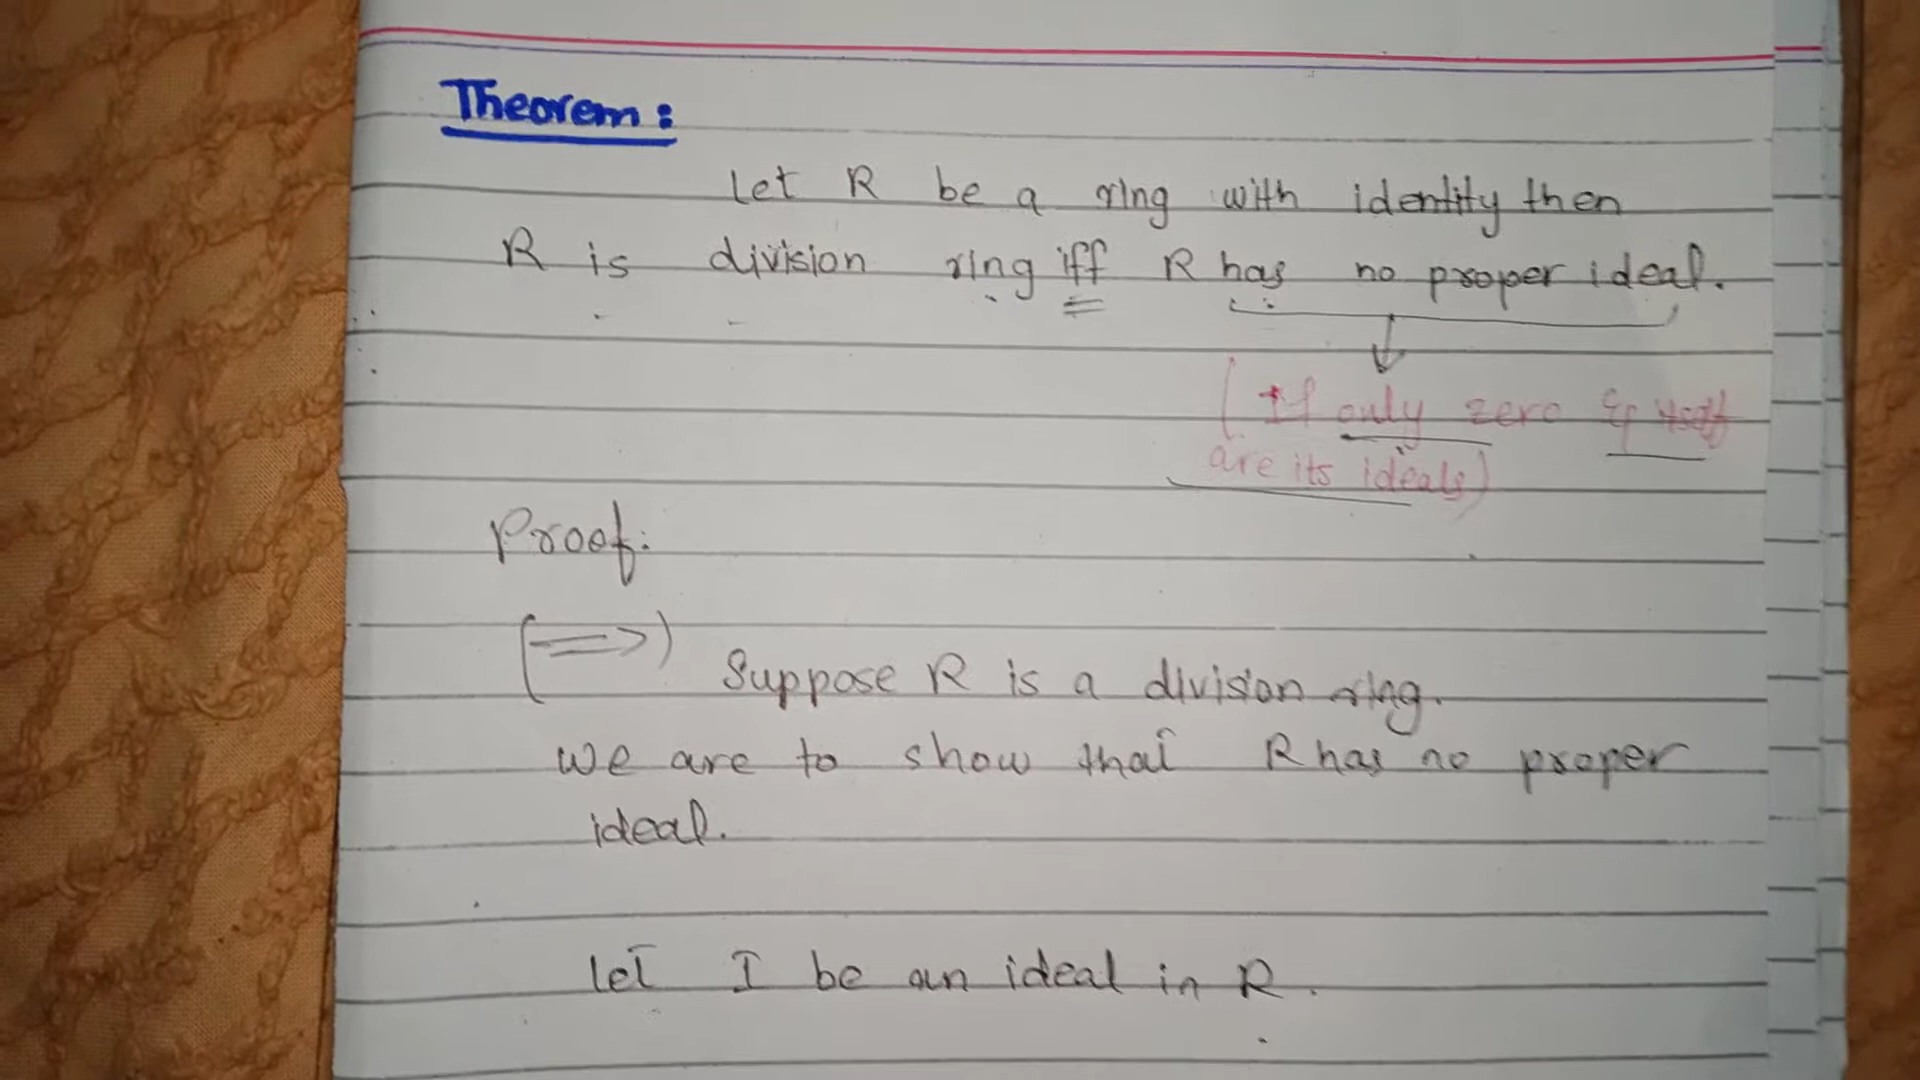 Theorem:
Let R be a ring with identity then
R is division ring iff R has no proper ideal.
(If only zero & itself
are its ideals)
Proof:
(=>) Suppose R is a division ring.
we are to show that R has no proper
ideal.
let I be an ideal in R.